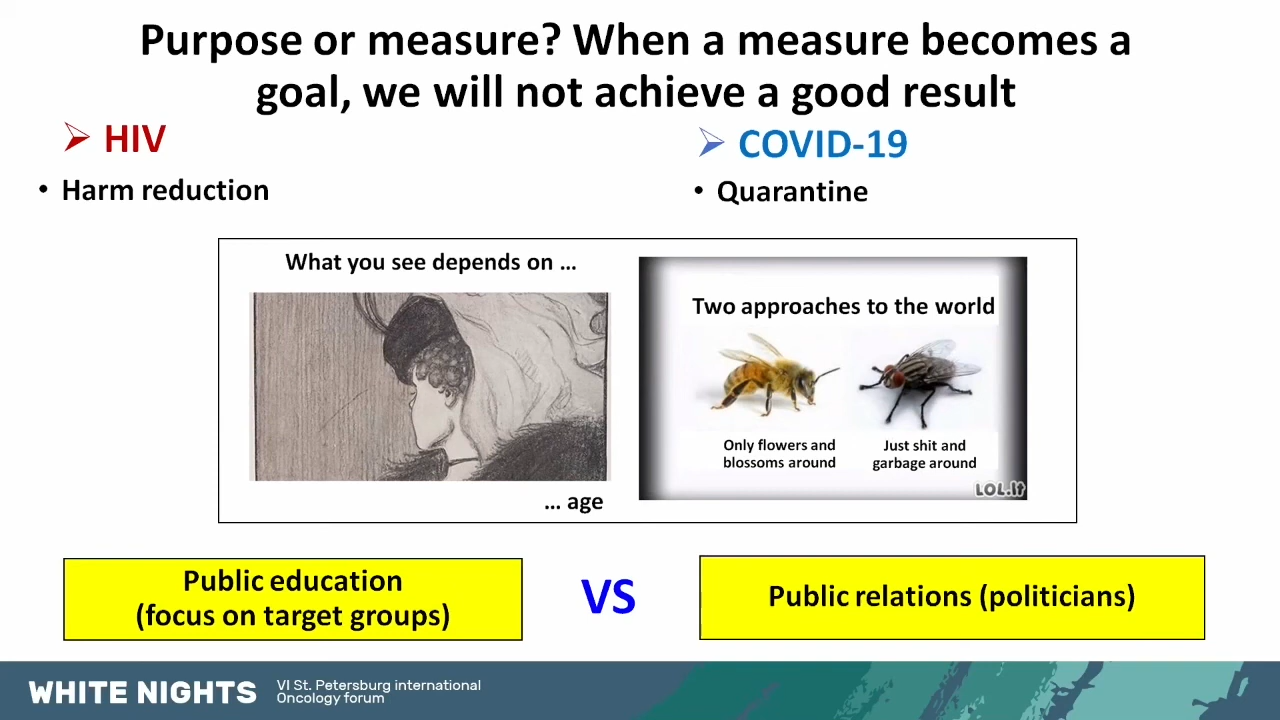 Purpose or measure? When a measure becomes a
goal, we will not achieve a good result
HIV
Harm reduction
COVID-19
Quarantine
What you see depends on ...
... age
Two approaches to the world
Only flowers and
blossoms around
Just shit and
garbage around
LOL.lt
Public education
(focus on target groups)
VS
Public relations (politicians)
WHITE NIGHTS
VI St. Petersburg international
Oncology forum